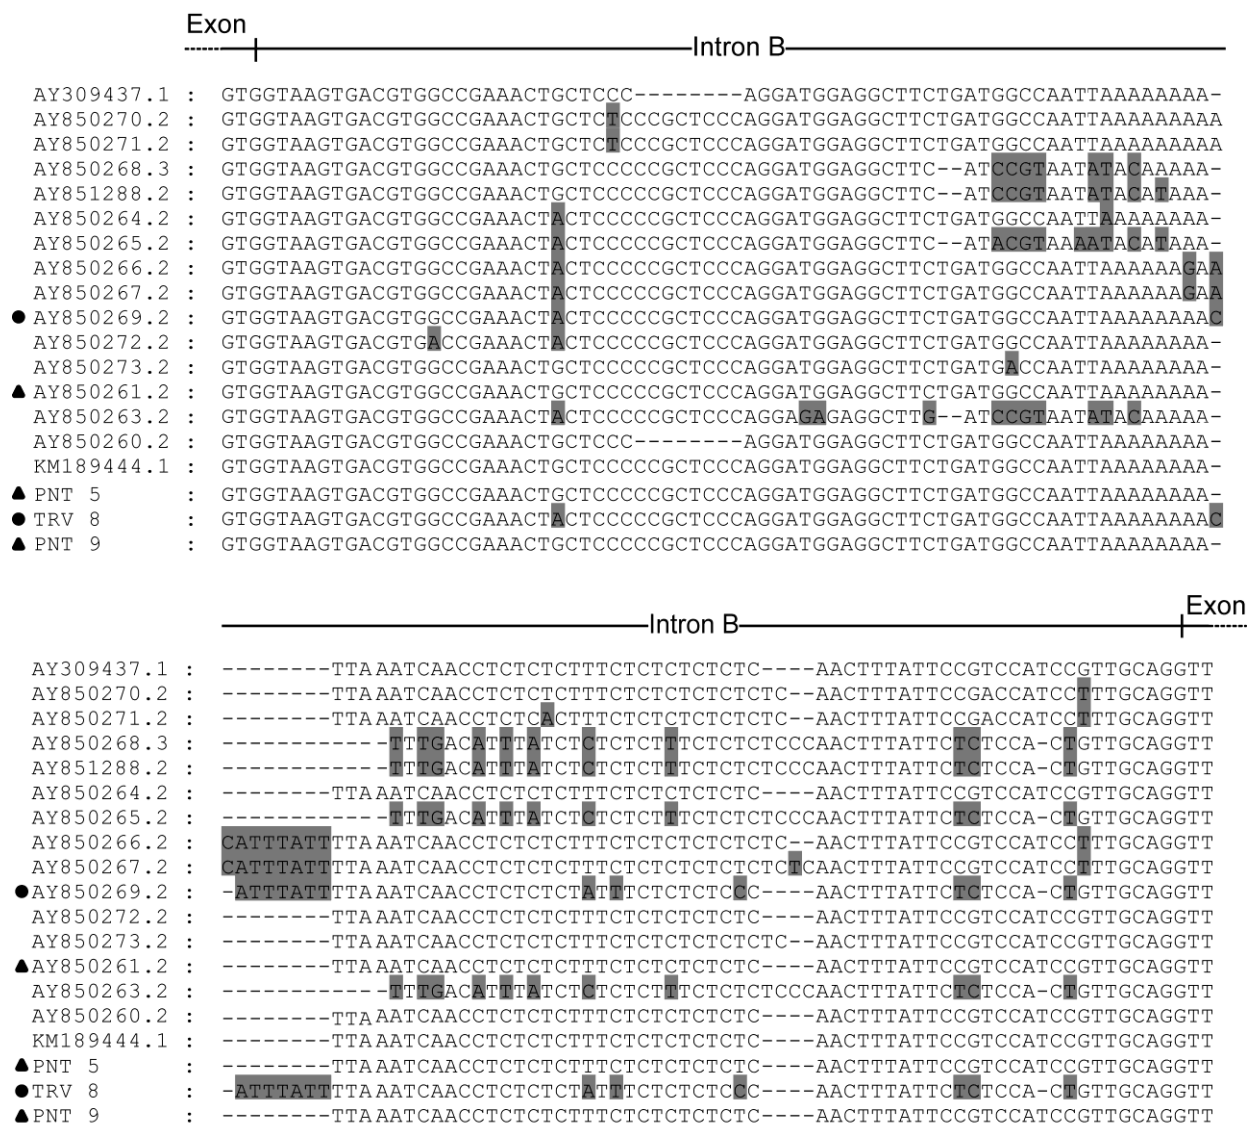 Exon
Intron B
AY309437.1 : GTGGTAAGTGACGTGGCCGAAACTGCTCCC--------AGGATGGAGGCTTCTGATGGCCAATTAAAAAAAA-
AY850270.2 : GTGGTAAGTGACGTGGCCGAAACTGCTCTCCCGCTCCCAGGATGGAGGCTTCTGATGGCCAATTAAAAAAAAA
AY850271.2 : GTGGTAAGTGACGTGGCCGAAACTGCTCTCCCGCTCCCAGGATGGAGGCTTCTGATGGCCAATTAAAAAAAAA
AY850268.3 : GTGGTAAGTGACGTGGCCGAAACTGCTCCCCCGCTCCCAGGATGGAGGCTTC--ATCCGTAATATACAAAAA-
AY851288.2 : GTGGTAAGTGACGTGGCCGAAACTGCTCCCCCGCTCCCAGGATGGAGGCTTC--ATCCGTAATATACATAAA-
AY850264.2 : GTGGTAAGTGACGTGGCCGAAACTACTCCCCCGCTCCCAGGATGGAGGCTTCTGATGGCCAATTAAAAAAAA-
AY850265.2 : GTGGTAAGTGACGTGGCCGAAACTACTCCCCCGCTCCCAGGATGGAGGCTTC--ATACGTAAAATACATAAA-
AY850266.2 : GTGGTAAGTGACGTGGCCGAAACTACTCCCCCGCTCCCAGGATGGAGGCTTCTGATGGCCAATTAAAAAAGAA
AY850267.2 : GTGGTAAGTGACGTGGCCGAAACTACTCCCCCGCTCCCAGGATGGAGGCTTCTGATGGCCAATTAAAAAAGAA
AY850269.2 : GTGGTAAGTGACGTGGCCGAAACTACTCCCCCGCTCCCAGGATGGAGGCTTCTGATGGCCAATTAAAAAAAAC
AY850272.2 : GTGGTAAGTGACGTGACCGAAACTACTCCCCCGCTCCCAGGATGGAGGCTTCTGATGGCCAATTAAAAAAAA-
AY850273.2 : GTGGTAAGTGACGTGGCCGAAACTGCTCCCCCGCTCCCAGGATGGAGGCTTCTGATGACCAATTAAAAAAAA-
AY850261.2 : GTGGTAAGTGACGTGGCCGAAACTGCTCCCCCGCTCCCAGGATGGAGGCTTCTGATGGCCAATTAAAAAAAA-
AY850263.2 : GTGGTAAGTGACGTGGCCGAAACTACTCCCCCGCTCCCAGGAGAGAGGCTTG--ATCCGTAATATACAAAAA-
AY850260.2 : GTGGTAAGTGACGTGGCCGAAACTGCTCCC--------AGGATGGAGGCTTCTGATGGCCAATTAAAAAAAA-
KM189444.1 : GTGGTAAGTGACGTGGCCGAAACTGCTCCCCCGCTCCCAGGATGGAGGCTTCTGATGGCCAATTAAAAAAAA-
PNT 5 : GTGGTAAGTGACGTGGCCGAAACTGCTCCCCCGCTCCCAGGATGGAGGCTTCTGATGGCCAATTAAAAAAAA-
TRV 8 : GTGGTAAGTGACGTGGCCGAAACTACTCCCCCGCTCCCAGGATGGAGGCTTCTGATGGCCAATTAAAAAAAAC
PNT 9 : GTGGTAAGTGACGTGGCCGAAACTGCTCCCCCGCTCCCAGGATGGAGGCTTCTGATGGCCAATTAAAAAAAA-
Exon
Intron B
AY309437.1 : --------TTAAATCAACCTCTCTCTTTCTCTCTCTCTC----AACTTTATTCCGTCCATCCGTTGCAGGTT
AY850270.2 : --------TTAAATCAACCTCTCTCTTTCTCTCTCTCTCTC--AACTTTATTCCGACCATCCTTTGCAGGTT
AY850271.2 : --------TTAAATCAACCTCTCACTTTCTCTCTCTCTCTC--AACTTTATTCCGACCATCCTTTGCAGGTT
AY850268.3 : ------------TTTGACATTTATCTCTCTCTTTCTCTCTCCCAACTTTATTCTCTCCA-CTGTTGCAGGTT
AY851288.2 : ------------TTTGACATTTATCTCTCTCTTTCTCTCTCCCAACTTTATTCTCTCCA-CTGTTGCAGGTT
AY850264.2 : --------TTAAATCAACCTCTCTCTTTCTCTCTCTCTC----AACTTTATTCCGTCCATCCGTTGCAGGTT
AY850265.2 : ------------TTTGACATTTATCTCTCTCTTTCTCTCTCCCAACTTTATTCTCTCCA-CTGTTGCAGGTT
AY850266.2 : CATTTATTTTAAATCAACCTCTCTCTTTCTCTCTCTCTCTC--AACTTTATTCCGTCCATCCTTTGCAGGTT
AY850267.2 : CATTTATTTTAAATCAACCTCTCTCTTTCTCTCTCTCTCTCTCAACTTTATTCCGTCCATCCTTTGCAGGTT
AY850269.2 : -ATTTATTTTAAATCAACCTCTCTCTATTTCTCTCTCCC----AACTTTATTCTCTCCA-CTGTTGCAGGTT
AY850272.2 : --------TTAAATCAACCTCTCTCTTTCTCTCTCTCTC----AACTTTATTCCGTCCATCCGTTGCAGGTT
AY850273.2 : --------TTAAATCAACCTCTCTCTTTCTCTCTCTCTCTC--AACTTTATTCCGTCCATCCGTTGCAGGTT
AY850261.2 : --------TTAAATCAACCTCTCTCTTTCTCTCTCTCTC----AACTTTATTCCGTCCATCCGTTGCAGGTT
AY850263.2 : ------------TTTGACATTTATCTCTCTCTTTCTCTCTCCCAACTTTATTCTCTCCA-CTGTTGCAGGTT
AY850260.2 : --------TTAAATCAACCTCTCTCTTTCTCTCTCTCTC----AACTTTATTCCGTCCATCCGTTGCAGGTT
KM189444.1 : --------TTAAATCAACCTCTCTCTTTCTCTCTCTCTC----AACTTTATTCCGTCCATCCGTTGCAGGTT
PNT 5 : --------TTAAATCAACCTCTCTCTTTCTCTCTCTCTC----AACTTTATTCCGTCCATCCGTTGCAGGTT
TRV 8 : -ATTTATTTTAAATCAACCTCTCTCTATTTCTCTCTCCC----AACTTTATTCTCTCCA-CTGTTGCAGGTT
PNT 9 : --------TTAAATCAACCTCTCTCTTTCTCTCTCTCTC----AACTTTATTCCGTCCATCCGTTGCAGGTT